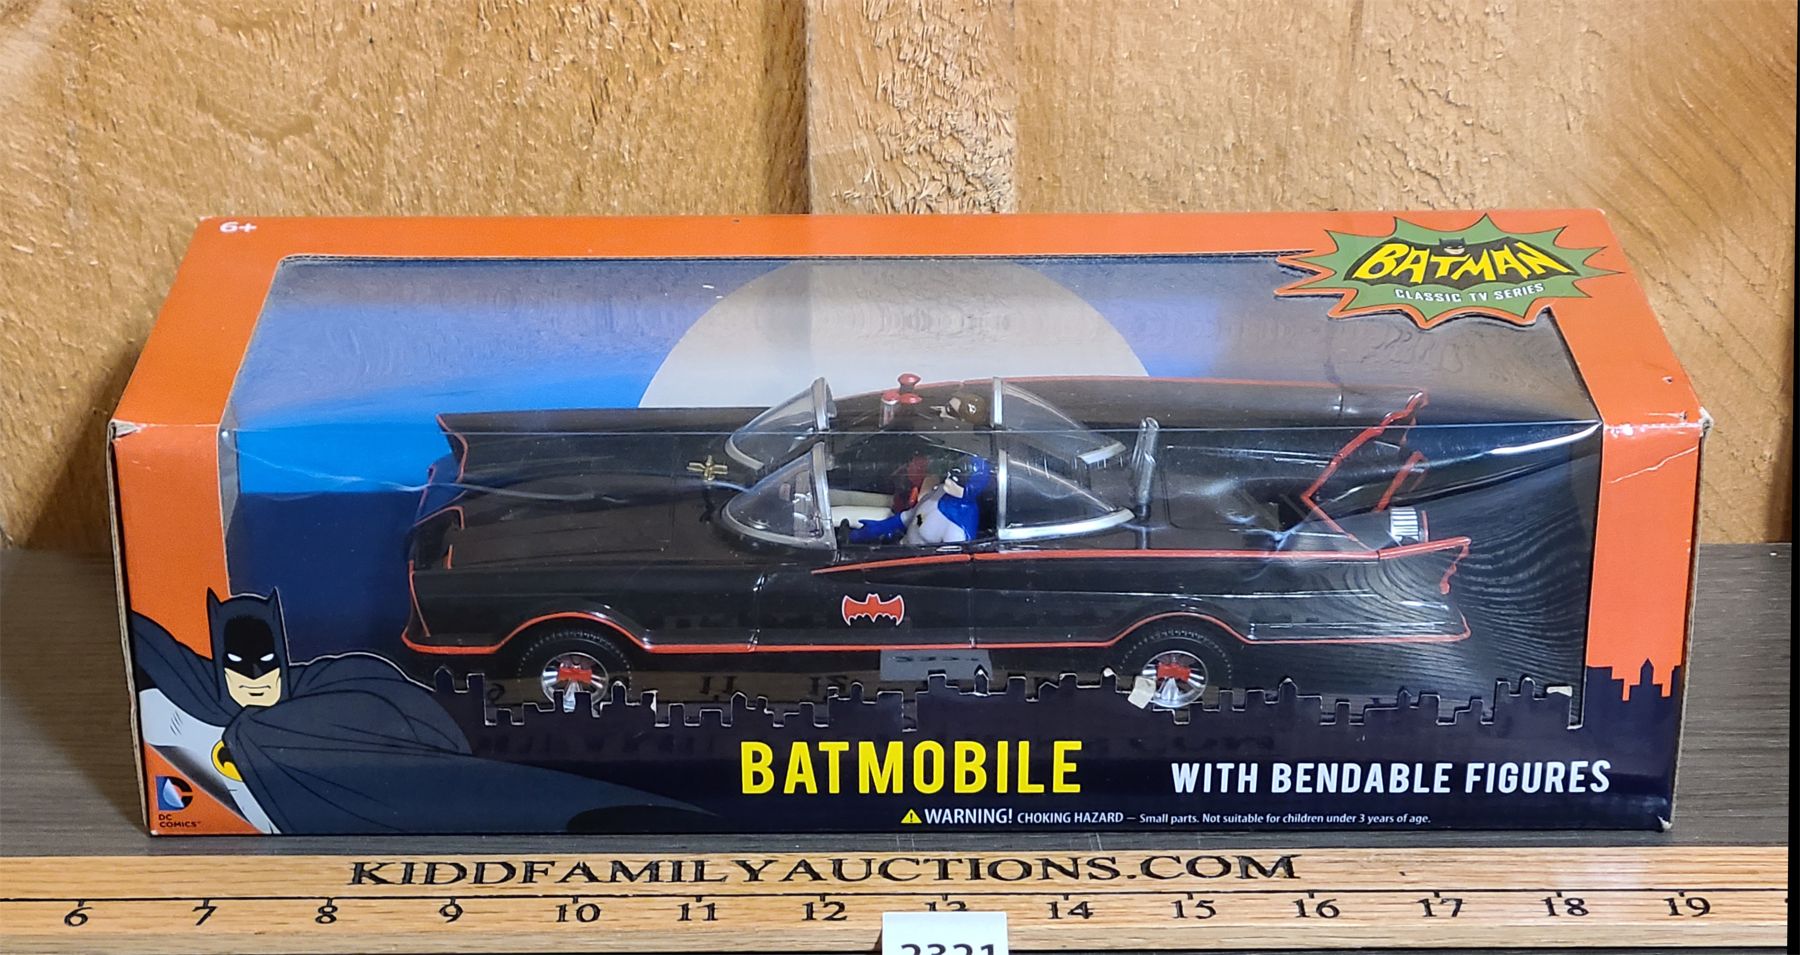 6+
BATMAN
CLASSIC TV SERIES
BATMOBILE
WITH BENDABLE FIGURES
WARNING! CHOKING HAZARD – Small parts. Not suitable for children under 3 years of age.
DC
COMICS™
KIDDFAMILYAUCTIONS.COM
6 7 8 9 10 11 12 13 14 15 16 17 18 19
2321